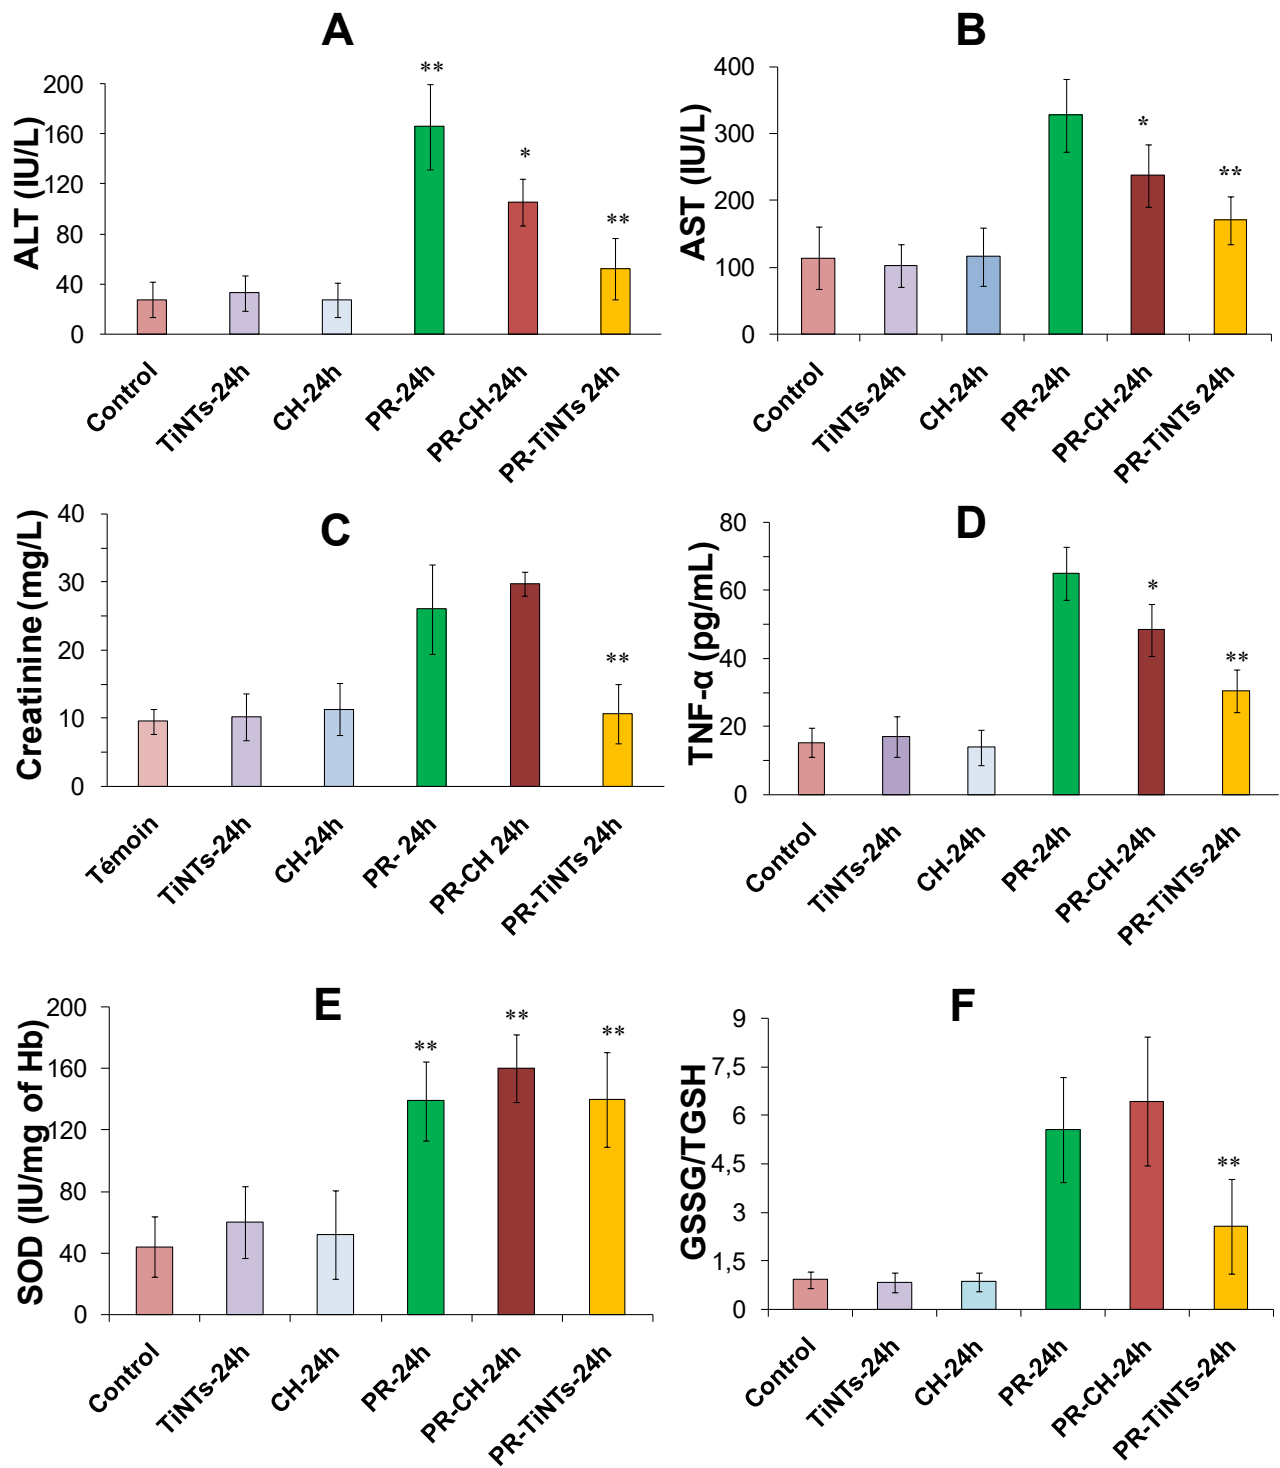 A
ALT (IU/L)
200
160
120
80
40
0
**
*
**
Control
TiNTs-24h
CH-24h
PR-24h
PR-CH-24h
PR-TiNTs 24h
B
AST (IU/L)
400
300
200
100
0
*
**
Control
TiNTs-24h
CH-24h
PR-24h
PR-CH-24h
PR-TiNTs 24h
C
Creatinine (mg/L)
40
30
20
10
0
**
Témoin
TiNTs-24h
CH-24h
PR- 24h
PR-CH 24h
PR-TiNTs 24h
D
TNF-α (pg/mL)
80
60
40
20
0
*
**
Control
TiNTs-24h
CH-24h
PR-24h
PR-CH-24h
PR-TiNTs-24h
E
SOD (IU/mg of Hb)
200
160
120
80
40
0
**
**
**
Control
TiNTs-24h
CH-24h
PR-24h
PR-CH-24h
PR-TiNTs-24h
F
GSSG/TGSH
9
7,5
6
4,5
3
1,5
0
**
Control
TiNTs-24h
CH-24h
PR-24h
PR-CH-24h
PR-TiNTs-24h